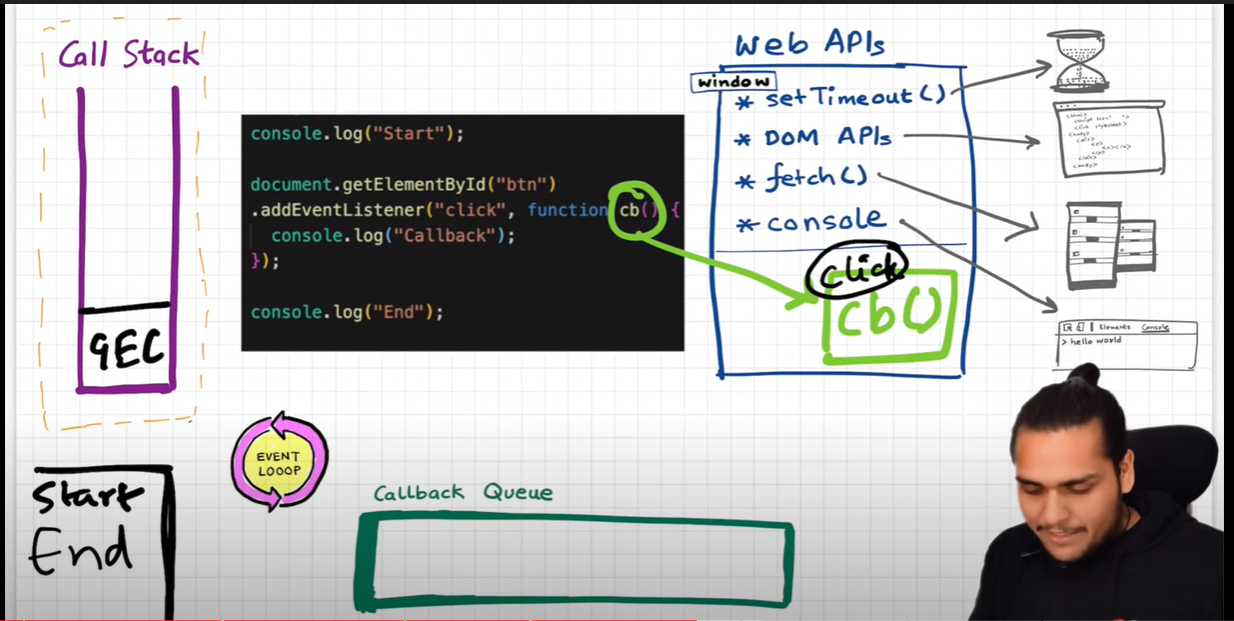 Call Stack
GEC
Start
End
console.log("Start");
document.getElementById("btn")
.addEventListener("click", function cb() {
console.log("Callback");
});
console.log("End");
Web APIs
window
* setTimeout()
* DOM APIs
* fetch()
* console
click
cb()
Elements Console
> hello world
EVENT
LOOOP
Callback Queue